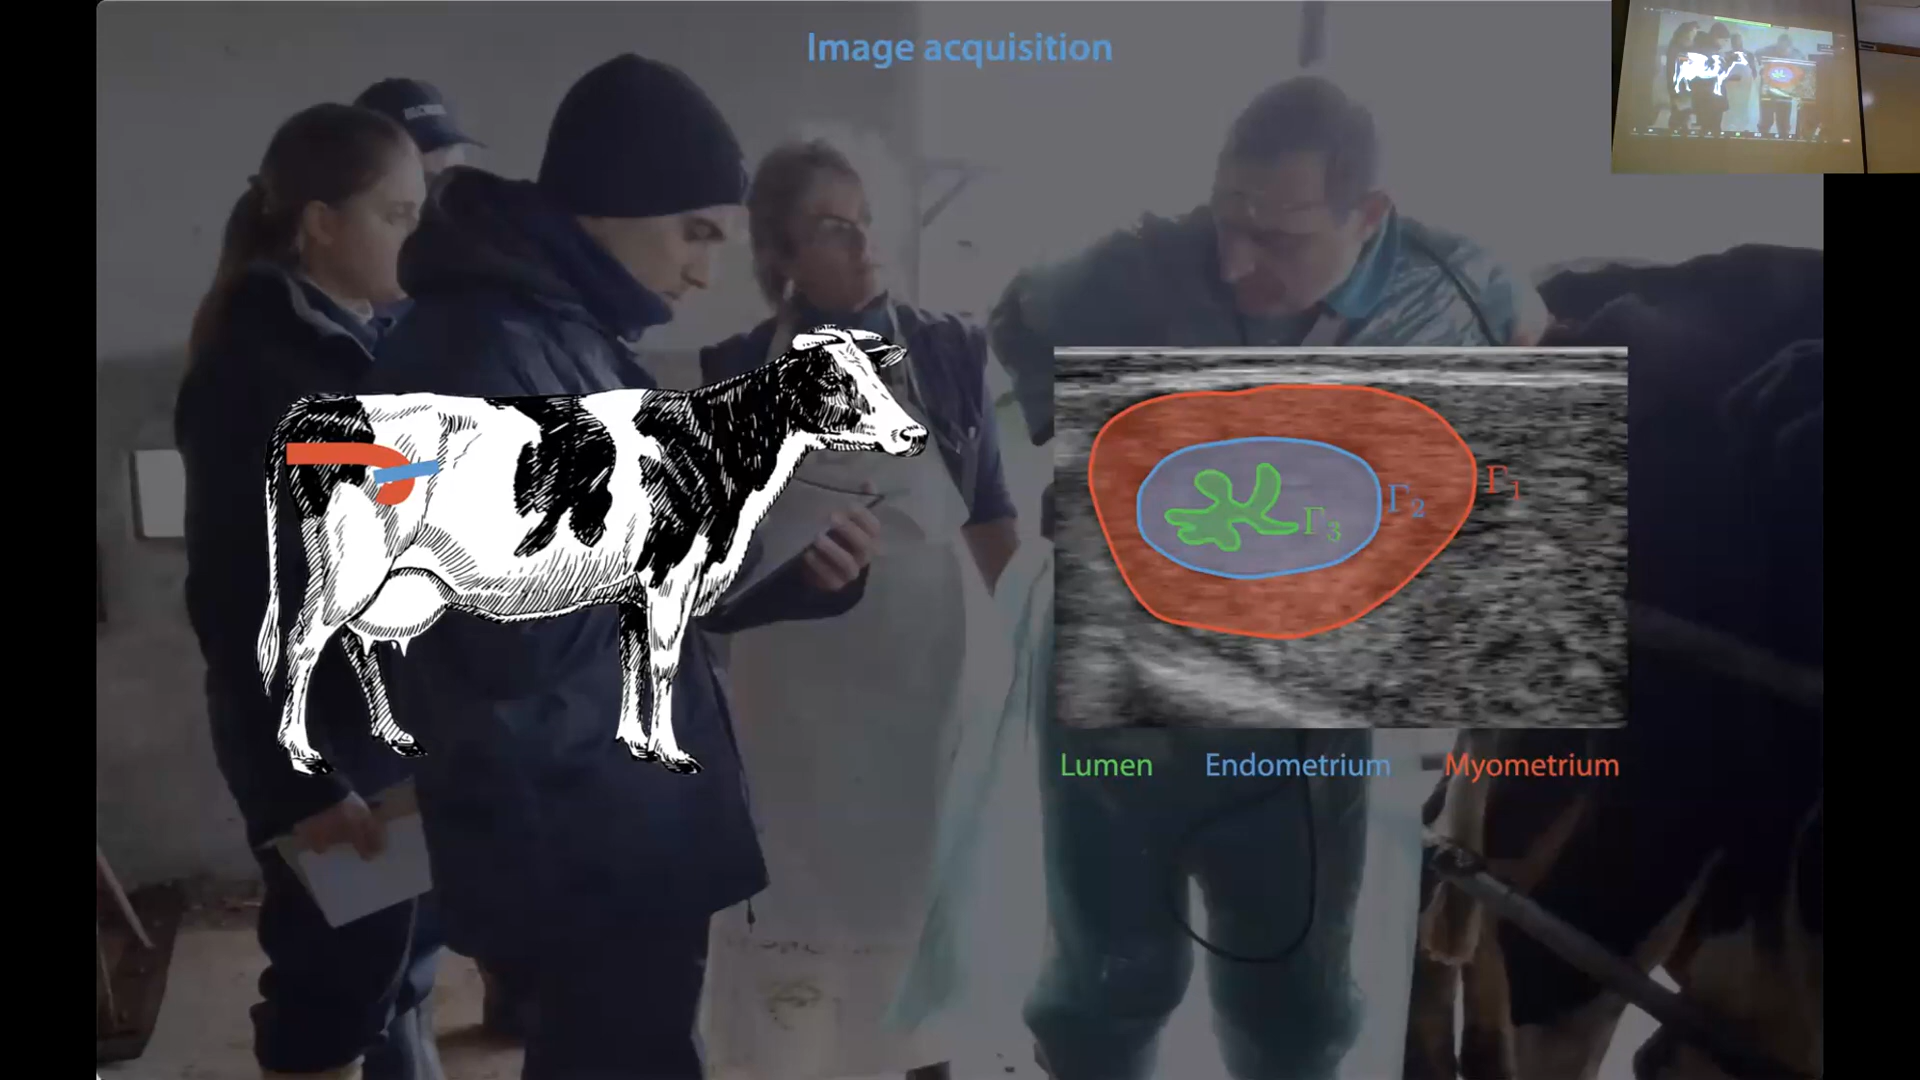 Image acquisition
Γ1
Γ2
Γ3
Lumen Endometrium Myometrium